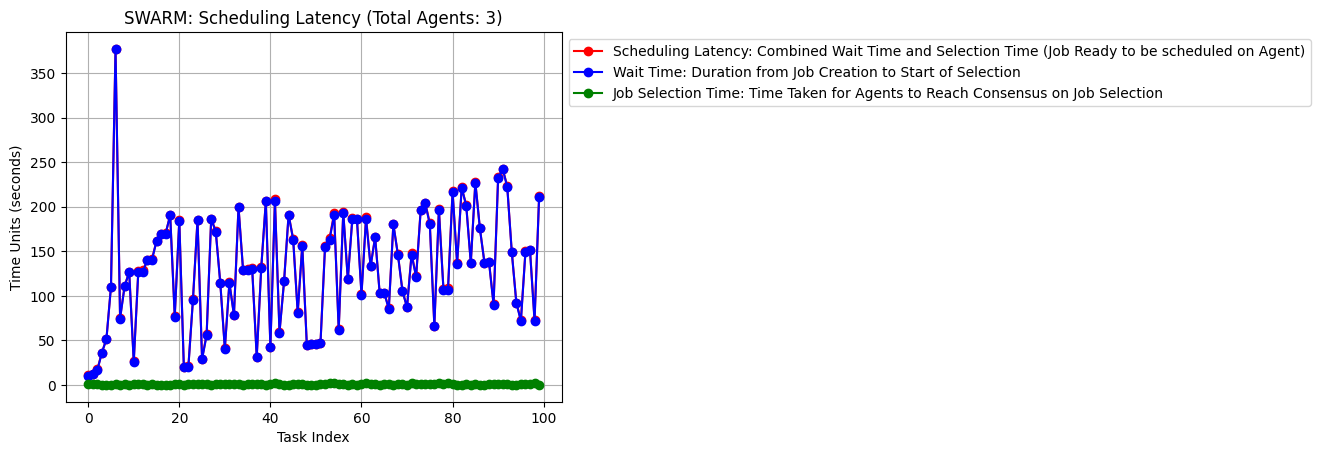 SWARM: Scheduling Latency (Total Agents: 3)
Scheduling Latency: Combined Wait Time and Selection Time (Job Ready to be scheduled on Agent)
Wait Time: Duration from Job Creation to Start of Selection
Job Selection Time: Time Taken for Agents to Reach Consensus on Job Selection
Time Units (seconds)
350
300
250
200
150
100
50
0
0 20 40 60 80 100
Task Index